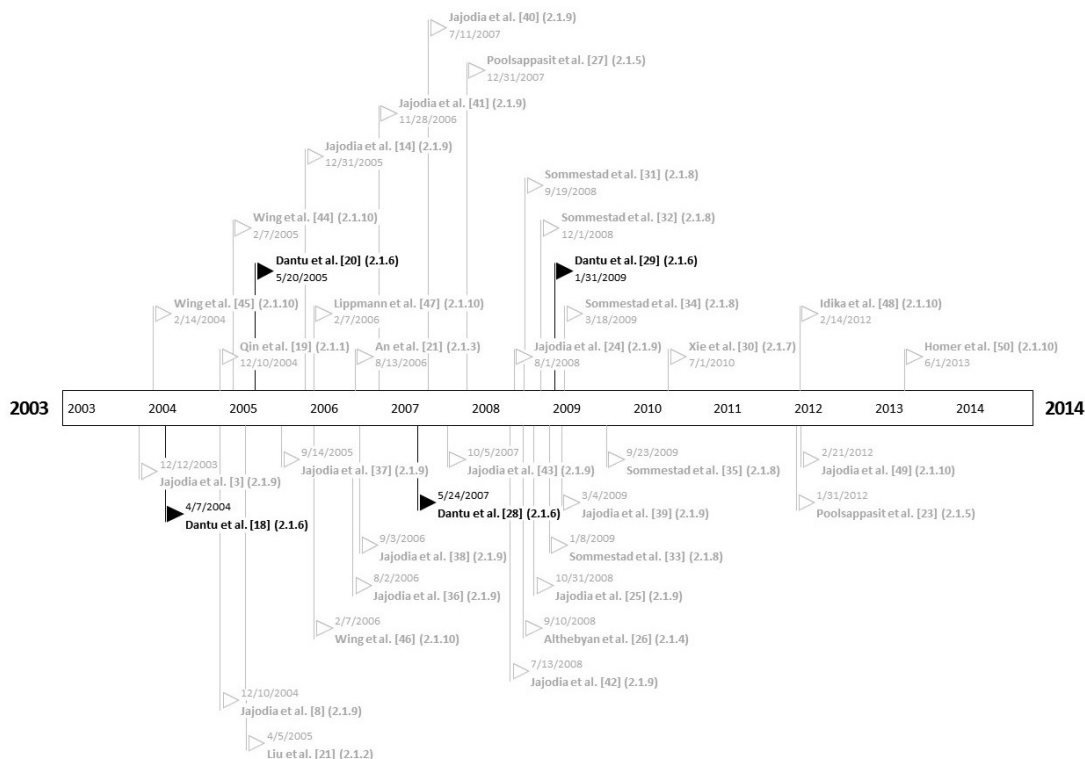 Jajodia et al. [40] (2.1.9)
7/11/2007
Poolsappasit et al. [27] (2.1.5)
12/31/2007
Jajodia et al. [41] (2.1.9)
11/28/2006
Jajodia et al. [14] (2.1.9)
12/31/2005
Sommestad et al. [31] (2.1.8)
9/19/2008
Wing et al. [44] (2.1.10)
2/7/2005
Sommestad et al. [32] (2.1.8)
12/1/2008
Dantu et al. [20] (2.1.6)
5/20/2005
Dantu et al. [29] (2.1.6)
1/31/2009
Wing et al. [45] (2.1.10)
2/14/2004
Lippmann et al. [47] (2.1.10)
2/7/2006
Sommestad et al. [34] (2.1.8)
3/18/2009
Idika et al. [48] (2.1.10)
2/14/2012
Qin et al. [19] (2.1.1)
12/10/2004
An et al. [21] (2.1.3)
8/13/2006
Jajodia et al. [24] (2.1.9)
8/1/2008
Xie et al. [30] (2.1.7)
7/1/2010
Homer et al. [50] (2.1.10)
6/1/2013
2003 2003 2004 2005 2006 2007 2008 2009 2010 2011 2012 2013 2014 2014
12/12/2003
Jajodia et al. [3] (2.1.9)
9/14/2005
Jajodia et al. [37] (2.1.9)
10/5/2007
Jajodia et al. [43] (2.1.9)
9/23/2009
Sommestad et al. [35] (2.1.8)
2/21/2012
Jajodia et al. [49] (2.1.10)
4/7/2004
Dantu et al. [18] (2.1.6)
5/24/2007
Dantu et al. [28] (2.1.6)
3/4/2009
Jajodia et al. [39] (2.1.9)
1/31/2012
Poolsappasit et al. [23] (2.1.5)
9/3/2006
Jajodia et al. [38] (2.1.9)
1/8/2009
Sommestad et al. [33] (2.1.8)
8/2/2006
Jajodia et al. [36] (2.1.9)
10/31/2008
Jajodia et al. [25] (2.1.9)
2/7/2006
Wing et al. [46] (2.1.10)
9/10/2008
Althebyan et al. [26] (2.1.4)
7/13/2008
Jajodia et al. [42] (2.1.9)
12/10/2004
Jajodia et al. [8] (2.1.9)
4/5/2005
Liu et al. [21] (2.1.2)